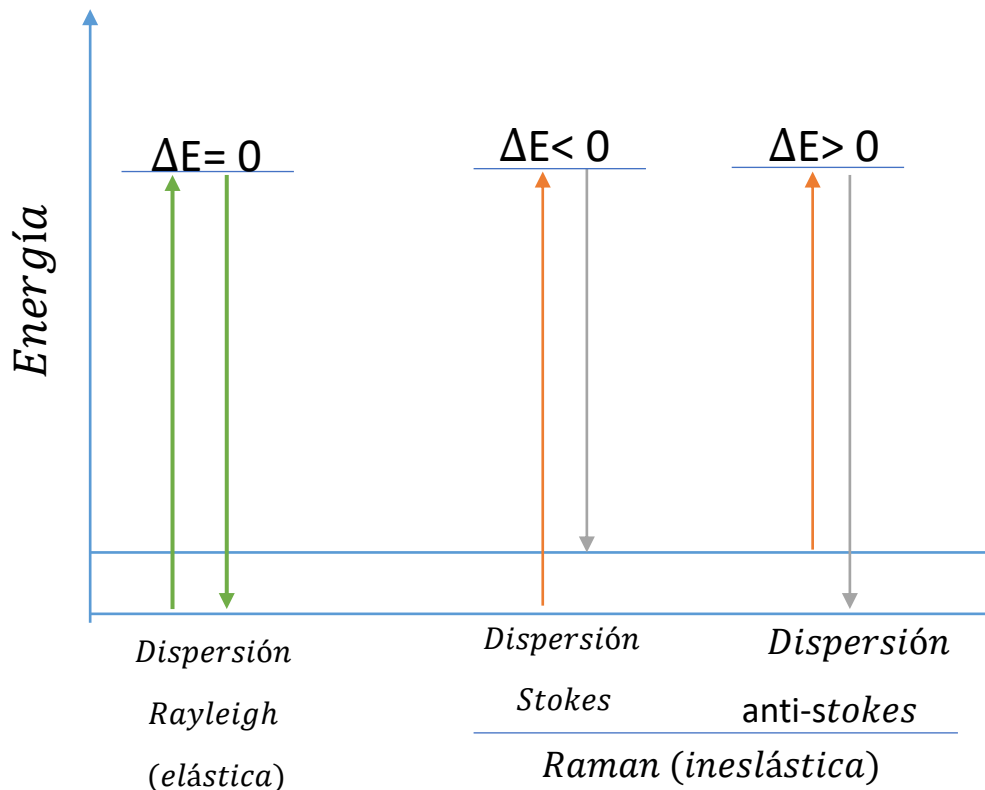 ΔE= 0
ΔE< 0
ΔE> 0
Energía
Dispersión
Rayleigh
(elástica)
Dispersión
Stokes
Dispersión
anti-stokes
Raman (ineslástica)